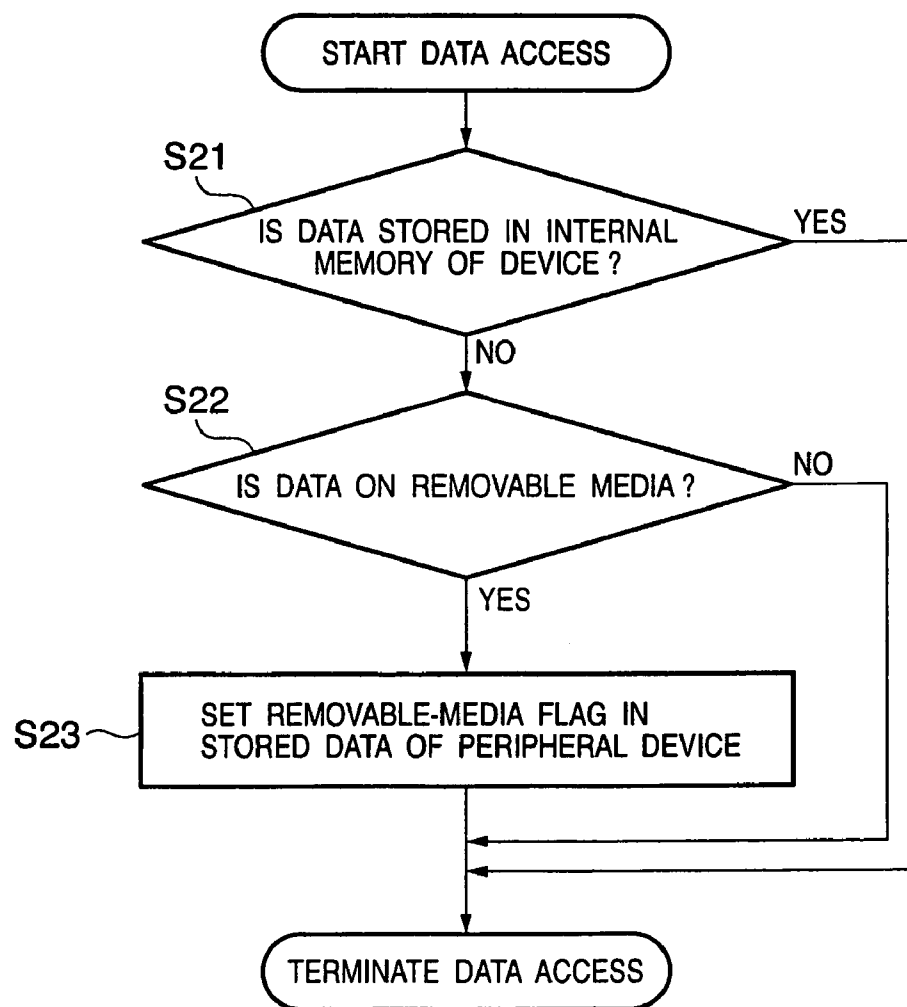 START DATA ACCESS
S21
IS DATA STORED IN INTERNAL
MEMORY OF DEVICE ?
YES
NO
S22
IS DATA ON REMOVABLE MEDIA ?
NO
YES
S23
SET REMOVABLE-MEDIA FLAG IN
STORED DATA OF PERIPHERAL DEVICE
TERMINATE DATA ACCESS